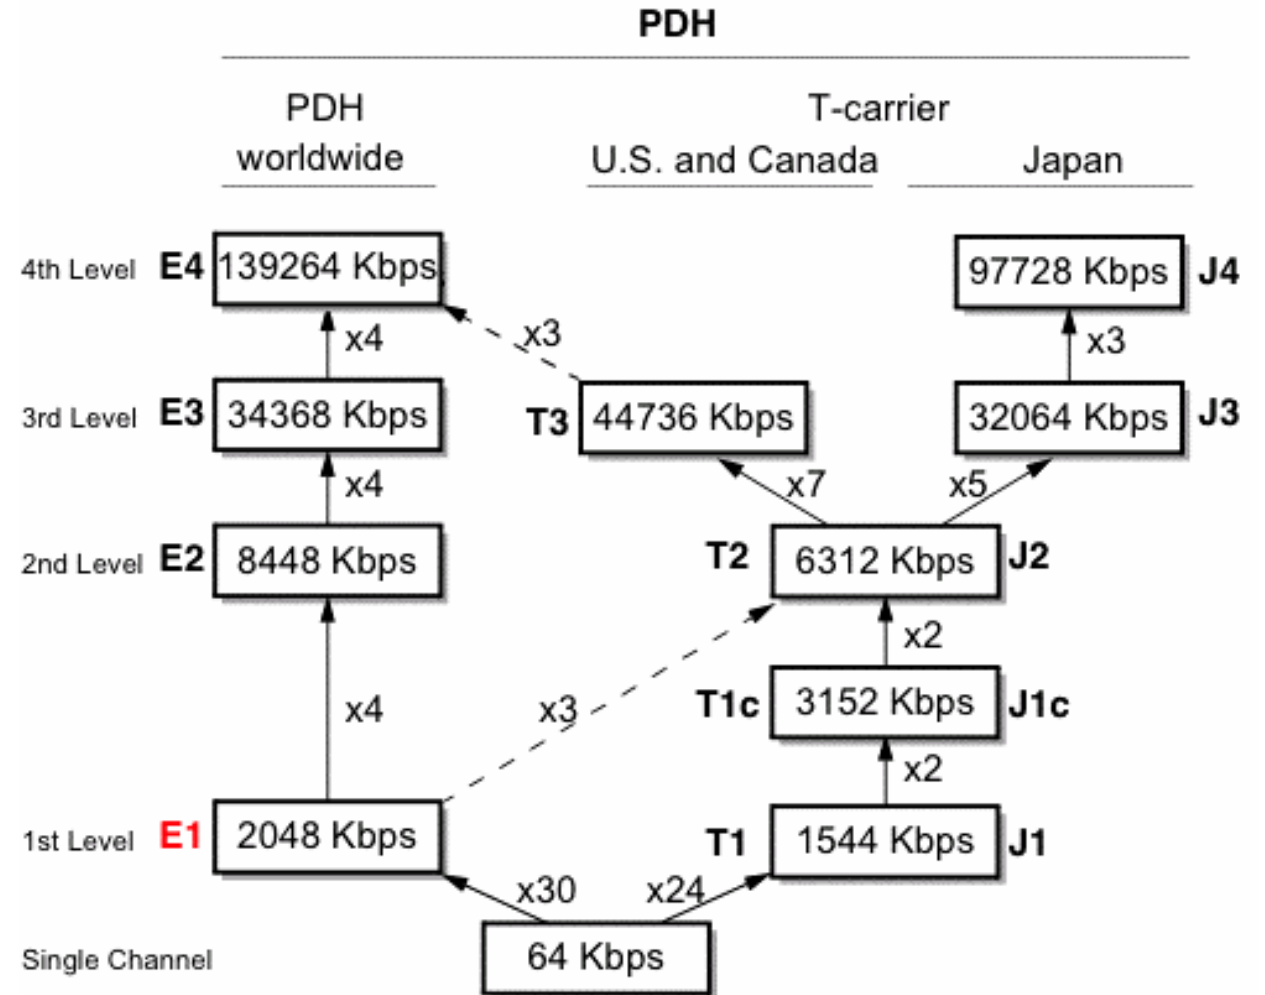 PDH
PDH
T-carrier
worldwide
U.S. and Canada
Japan
4th Level
E4
139264 Kbps
97728 Kbps
J4
x4
x3
x3
3rd Level
E3
34368 Kbps
T3
44736 Kbps
32064 Kbps
J3
x4
x7
x5
2nd Level
E2
8448 Kbps
T2
6312 Kbps
J2
x2
x4
x3
T1c
3152 Kbps
J1c
x2
1st Level
E1
2048 Kbps
T1
1544 Kbps
J1
x30
x24
Single Channel
64 Kbps